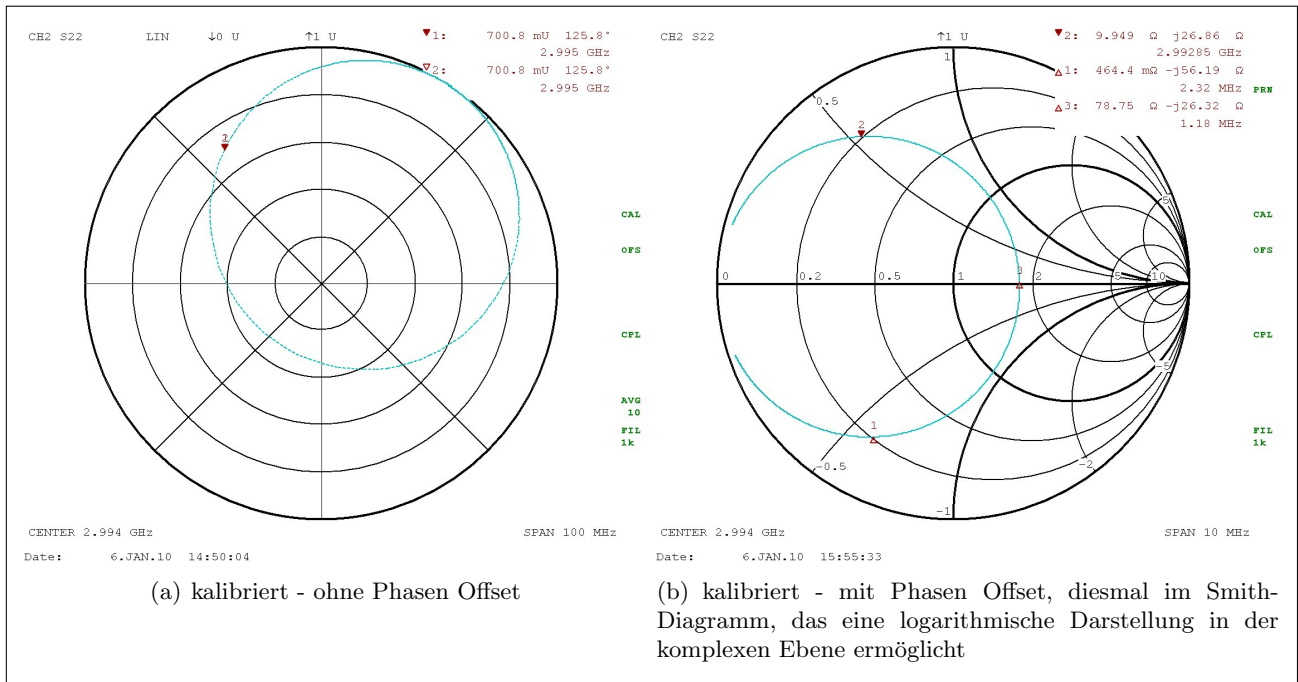 CH2 S22 LIN ↓0 U ↑1 U
▼1: 700.8 mU 125.8°
2.995 GHz
▽2: 700.8 mU 125.8°
2.995 GHz
CAL
OFS
CPL
AVG
10
FIL
1k
CENTER 2.994 GHz SPAN 100 MHz
Date: 6.JAN.10 14:50:04
(a) kalibriert - ohne Phasen Offset
CH2 S22 ↑1 U
▼2: 9.949 Ω j26.86 Ω
2.99285 GHz
△1: 464.4 mΩ -j56.19 Ω
2.32 MHz
△3: 78.75 Ω -j26.32 Ω
1.18 MHz
PRN
1
0.5
2
5
CAL
OFS
0 0.2 0.5 1 3 2 5 10
CPL
-5
1
-0.5
-2
-1
FIL
1k
CENTER 2.994 GHz SPAN 10 MHz
Date: 6.JAN.10 15:55:33
(b) kalibriert - mit Phasen Offset, diesmal im Smith-
Diagramm, das eine logarithmische Darstellung in der
komplexen Ebene ermöglicht